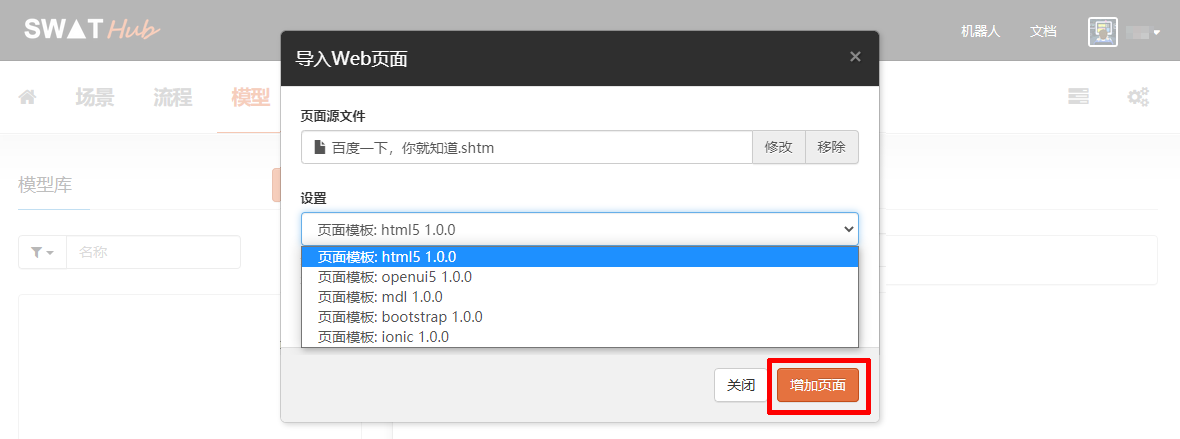 SWAT Hub
机器人 文档
导入Web页面 ×
场景 流程 模型
页面源文件
百度一下，你就知道.shtm 修改 移除
模型库
设置
页面模板: html5 1.0.0
名称
页面模板: html5 1.0.0
页面模板: openui5 1.0.0
页面模板: mdl 1.0.0
页面模板: bootstrap 1.0.0
页面模板: ionic 1.0.0
关闭 增加页面